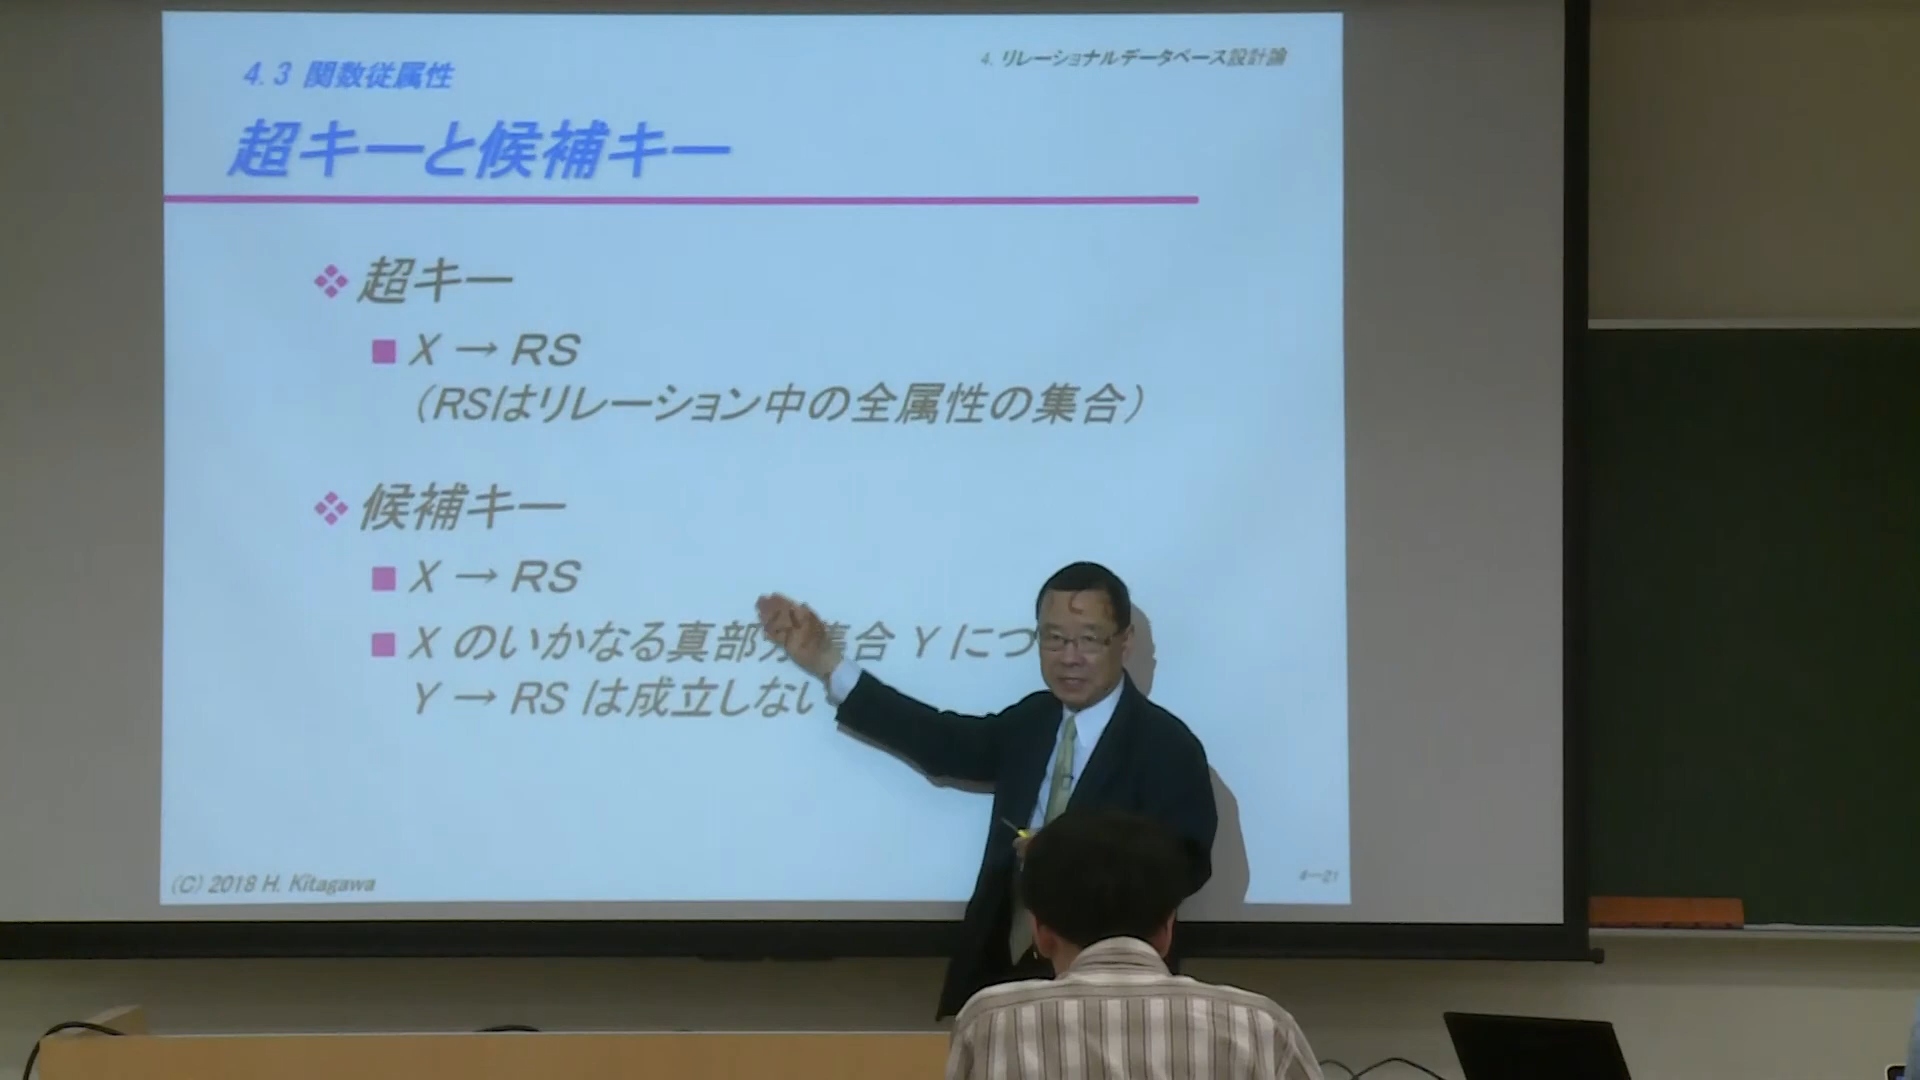 4.3 関数従属性
4. リレーショナルデータベース設計論
超キーと候補キー
超キー
X → RS
（RSはリレーション中の全属性の集合）
候補キー
X → RS
X のいかなる真部分集合 Y につ
Y → RS は成立しない
(C) 2018 H. Kitagawa
4-21